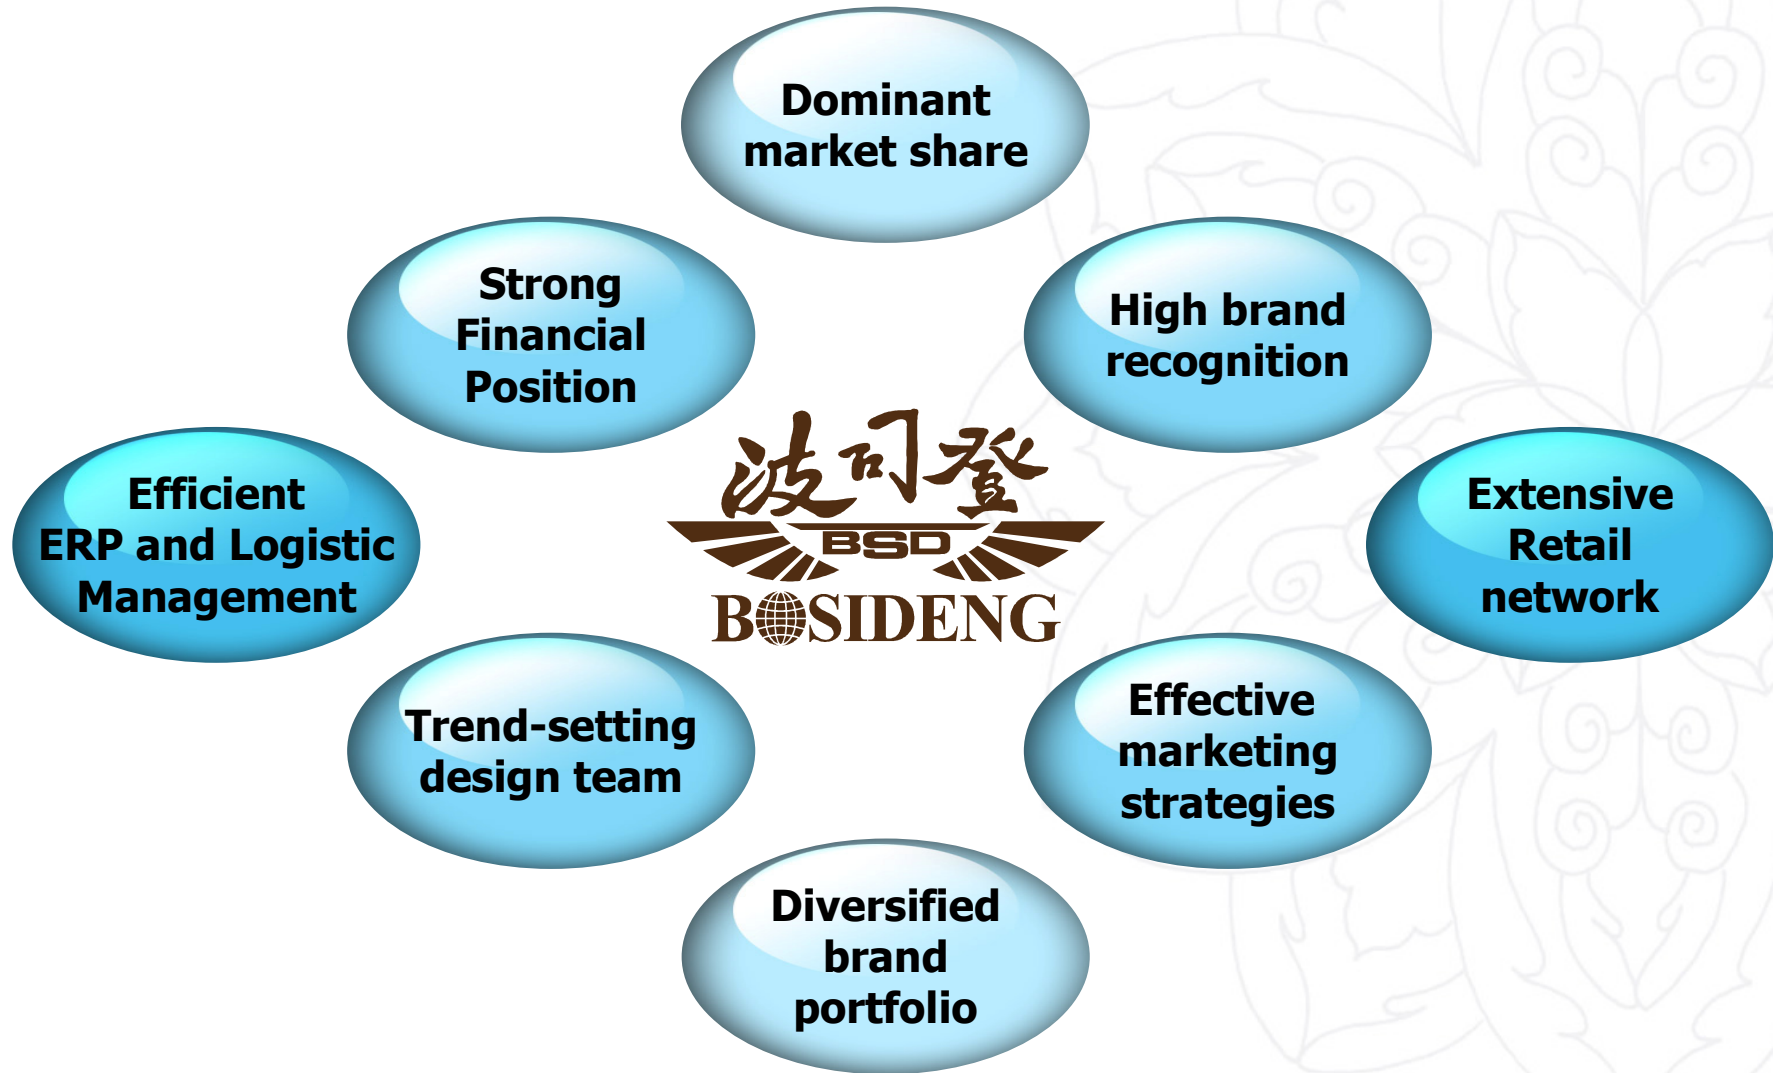 Dominant
market share
Strong
Financial
Position
High brand
recognition
Efficient
ERP and Logistic
Management
波司登
BSD
BOSIDENG
Extensive
Retail
network
Trend-setting
design team
Effective
marketing
strategies
Diversified
brand
portfolio